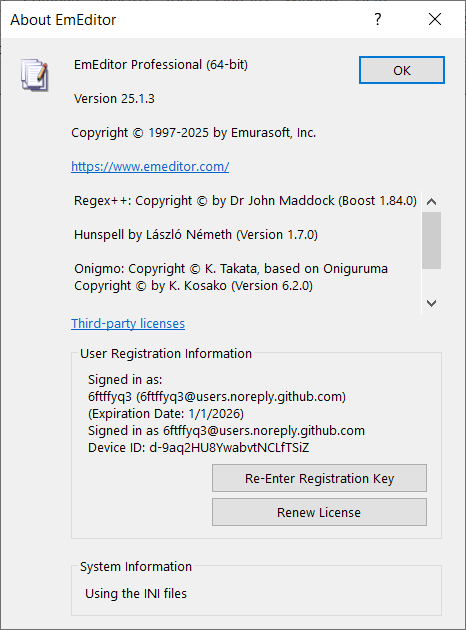 About EmEditor
EmEditor Professional (64-bit)
OK
Version 25.1.3
Copyright © 1997-2025 by Emurasoft, Inc.
https://www.emeditor.com/
Regex++: Copyright © by Dr John Maddock (Boost 1.84.0)
Hunspell by László Németh (Version 1.7.0)
Onigmo: Copyright © K. Takata, based on Oniguruma
Copyright © by K. Kosako (Version 6.2.0)
Third-party licenses
User Registration Information
Signed in as:
6ftffyq3 (6ftffyq3@users.noreply.github.com)
(Expiration Date: 1/1/2026)
Signed in as 6ftffyq3@users.noreply.github.com
Device ID: d-9aq2HU8YwabvtNCLfTSiZ
Re-Enter Registration Key
Renew License
System Information
Using the INI files